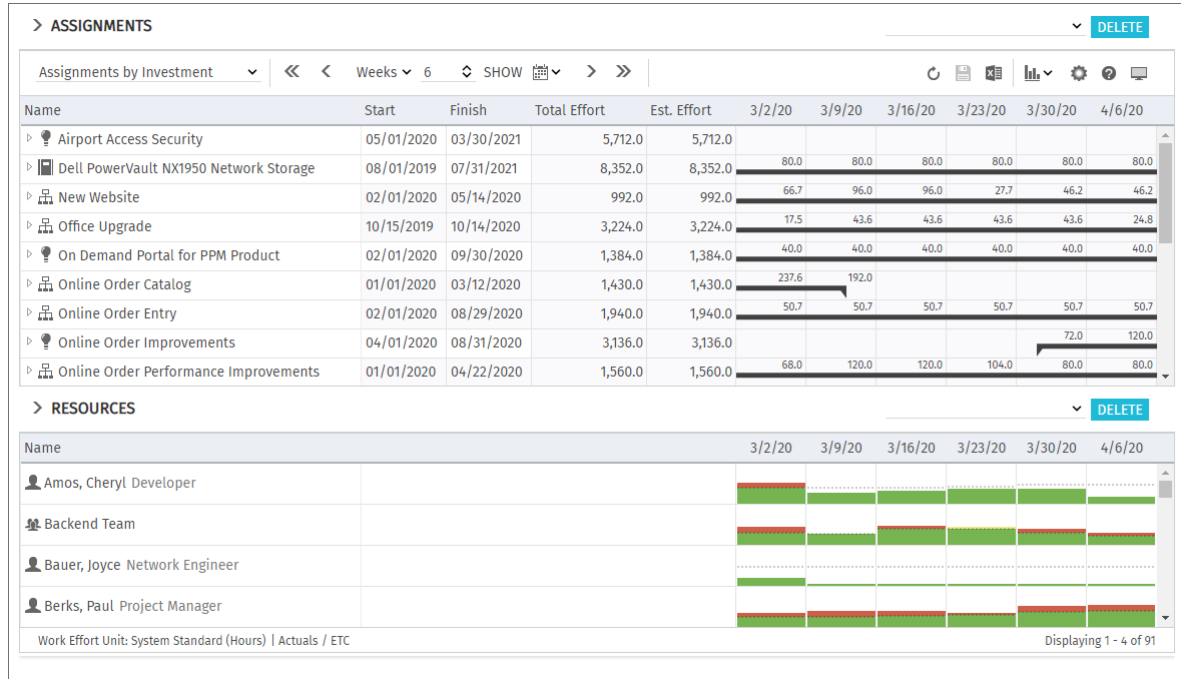 ASSIGNMENTS DELETE
Assignments by Investment Weeks 6 SHOW
Name Start Finish Total Effort Est. Effort 3/2/20 3/9/20 3/16/20 3/23/20 3/30/20 4/6/20
Airport Access Security 05/01/2020 03/30/2021 5,712.0 5,712.0
Dell PowerVault NX1950 Network Storage 08/01/2019 07/31/2021 8,352.0 8,352.0 80.0 80.0 80.0 80.0 80.0 80.0
New Website 02/01/2020 05/14/2020 992.0 992.0 66.7 96.0 96.0 27.7 46.2 46.2
Office Upgrade 10/15/2019 10/14/2020 3,224.0 3,224.0 17.5 43.6 43.6 43.6 43.6 24.8
On Demand Portal for PPM Product 02/01/2020 09/30/2020 1,384.0 1,384.0 40.0 40.0 40.0 40.0 40.0 40.0
Online Order Catalog 01/01/2020 03/12/2020 1,430.0 1,430.0 237.6 192.0
Online Order Entry 02/01/2020 08/29/2020 1,940.0 1,940.0 50.7 50.7 50.7 50.7 50.7 50.7
Online Order Improvements 04/01/2020 08/31/2020 3,136.0 3,136.0 72.0 120.0
Online Order Performance Improvements 01/01/2020 04/22/2020 1,560.0 1,560.0 68.0 120.0 120.0 104.0 80.0 80.0
RESOURCES DELETE
Name 3/2/20 3/9/20 3/16/20 3/23/20 3/30/20 4/6/20
Amos, Cheryl Developer
Backend Team
Bauer, Joyce Network Engineer
Berks, Paul Project Manager
Work Effort Unit: System Standard (Hours) | Actuals / ETC Displaying 1 - 4 of 91